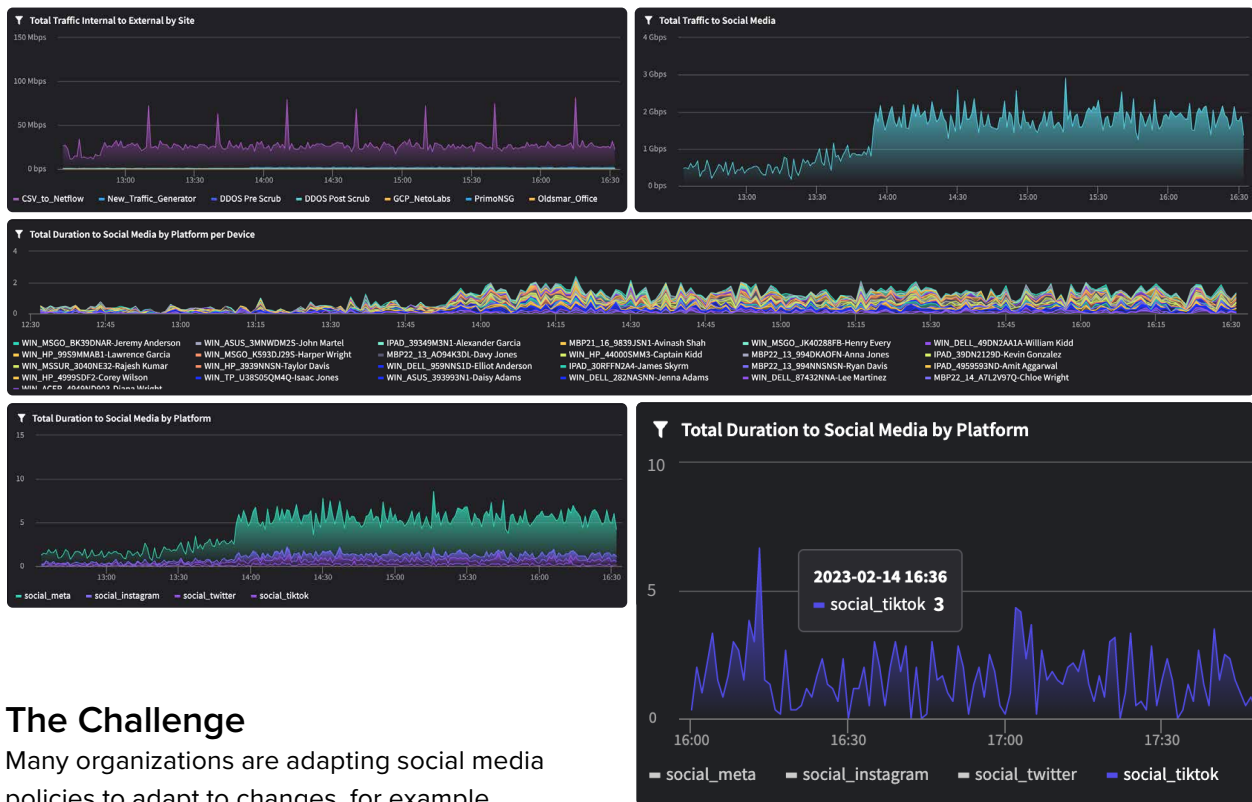 Total Traffic Internal to External by Site
150 Mbps
100 Mbps
50 Mbps
0 bps
13:00 13:30 14:00 14:30 15:00 15:30 16:00 16:30
CSV_to_Netflow New_Traffic_Generator DDOS Pre Scrub DDOS Post Scrub GCP_NetoLabs PrimoNSG Oldsmar_Office
Total Traffic to Social Media
4 Gbps
3 Gbps
2 Gbps
1 Gbps
0 bps
13:00 13:30 14:00 14:30 15:00 15:30 16:00 16:30
Total Duration to Social Media by Platform per Device
4
2
0
12:30 12:45 13:00 13:15 13:30 13:45 14:00 14:15 14:30 14:45 15:00 15:15 15:30 15:45 16:00 16:15 16:30
WIN_MSGO_BK39DNAR-Jeremy Anderson WIN_ASUS_3MNWDM2S-John Martel IPAD_39349M3N1-Alexander Garcia MBP21_16_9839JSN1-Avinash Shah WIN_MSGO_JK40288FB-Henry Every WIN_DELL_49DN2AA1A-William Kidd
WIN_HP_99S9MMAB1-Lawrence Garcia WIN_MSGO_K593DJ29S-Harper Wright MBP22_13_AO94K3DL-Davy Jones WIN_HP_44000SMM3-Captain Kidd MBP22_13_994DKAOFN-Anna Jones IPAD_39DN2129D-Kevin Gonzalez
WIN_MSSUR_3040NE32-Rajesh Kumar WIN_HP_3939NNSN-Taylor Davis WIN_DELL_959NNS1D-Elliot Anderson IPAD_30RFFN2A4-James Skyrm MBP22_13_994NNSNSN-Ryan Davis IPAD_4959593ND-Amit Aggarwal
WIN_HP_4999SDF2-Corey Wilson WIN_TP_U38S05QM4Q-Isaac Jones WIN_ASUS_393993N1-Daisy Adams WIN_DELL_282NASNN-Jenna Adams WIN_DELL_87432NNA-Lee Martinez MBP22_14_A7L2V97Q-Chloe Wright
Total Duration to Social Media by Platform
15
10
5
0
13:00 13:30 14:00 14:30 15:00 15:30 16:00 16:30
social_meta social_instagram social_twitter social_tiktok
Total Duration to Social Media by Platform
10
5
0
2023-02-14 16:36
social_tiktok 3
16:00 16:30 17:00 17:30
social_meta social_instagram social_twitter social_tiktok
The Challenge
Many organizations are adapting social media
policies to adapt to changes, for example